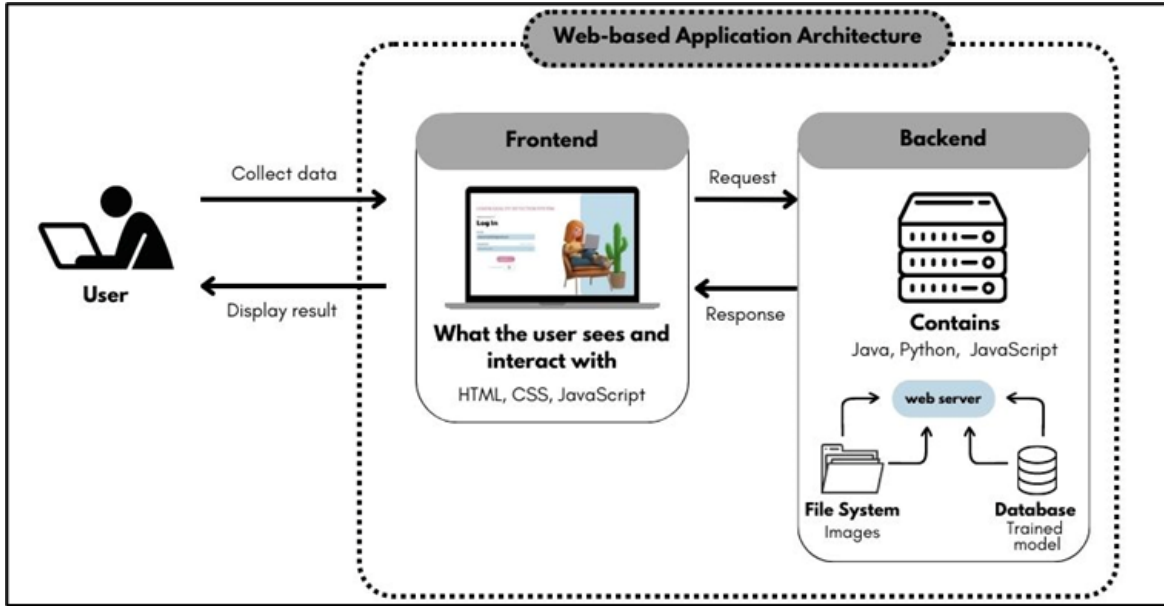 Web-based Application Architecture
Frontend
Backend
Collect data
Request
Log In
User
Display result
Response
What the user sees and
interact with
HTML, CSS, JavaScript
Contains
Java, Python, JavaScript
web server
File System
Images
Database
Trained
model